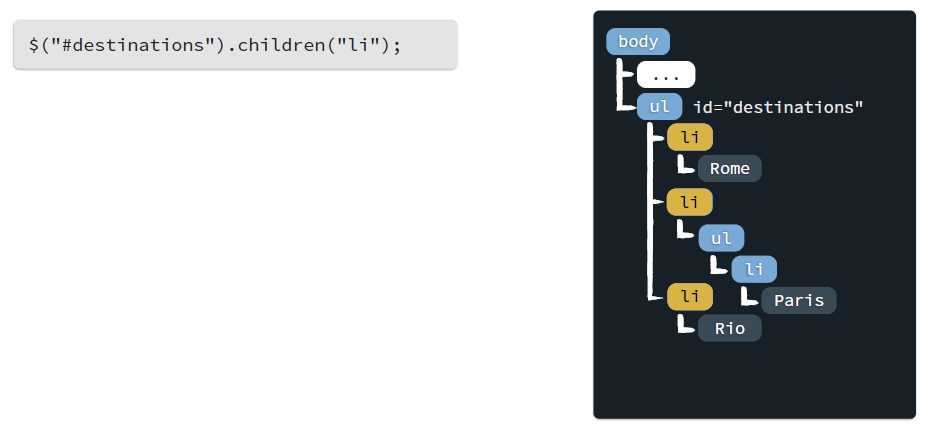 $("#destinations").children("li");
body
...
ul id="destinations"
li
Rome
li
ul
li
li
Paris
Rio